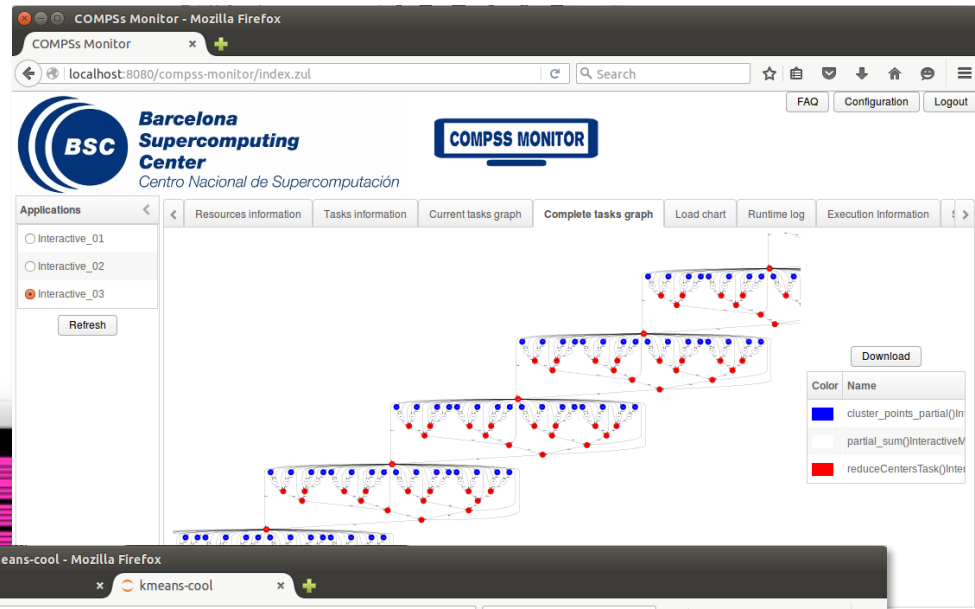 COMPSs Monitor - Mozilla Firefox
COMPSs Monitor
localhost:8080/compss-monitor/index.zul
Search
FAQ Configuration Logout
BSC
Barcelona
Supercomputing
Center
Centro Nacional de Supercomputación
COMPSS MONITOR
Applications
Resources information Tasks information Current tasks graph Complete tasks graph Load chart Runtime log Execution Information
Interactive_01
Interactive_02
Interactive_03
Refresh
Download
Color Name
cluster_points_partial()In
partial_sum()InteractiveM
reduceCentersTask()Inter
eans-cool - Mozilla Firefox
kmeans-cool